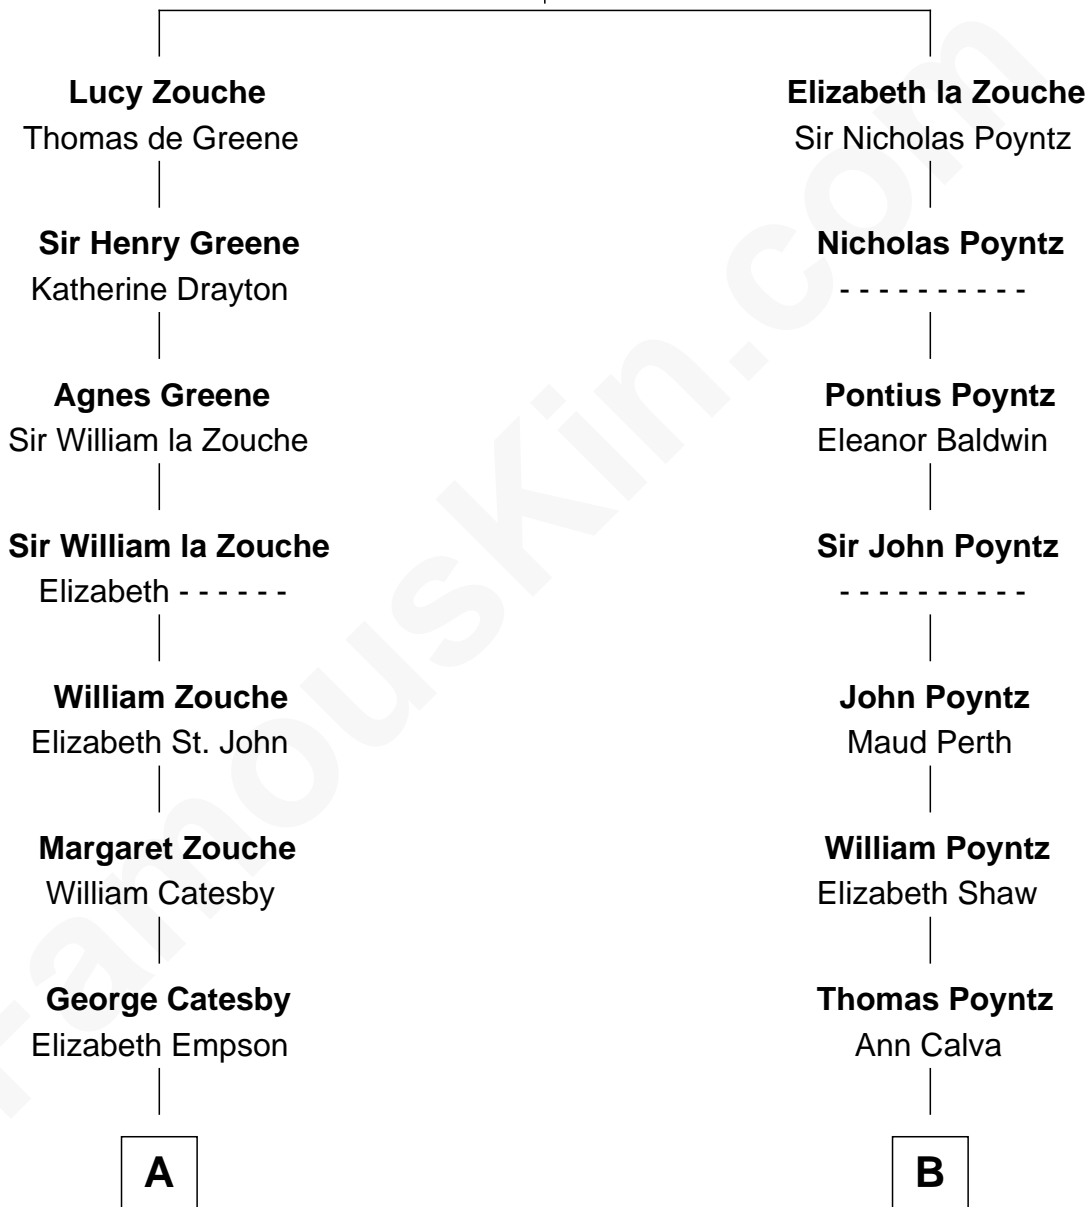 Lucy Zouche
Thomas de Greene
Sir Henry Greene
Katherine Drayton
Agnes Greene
Sir William la Zouche
Sir William la Zouche
Elizabeth - - - - - -
William Zouche
Elizabeth St. John
Margaret Zouche
William Catesby
George Catesby
Elizabeth Empson
A
Elizabeth la Zouche
Sir Nicholas Poyntz
Nicholas Poyntz
- - - - - - - - - -
Pontius Poyntz
Eleanor Baldwin
Sir John Poyntz
- - - - - - - - - -
John Poyntz
Maud Perth
William Poyntz
Elizabeth Shaw
Thomas Poyntz
Ann Calva
B
FamousKin.com